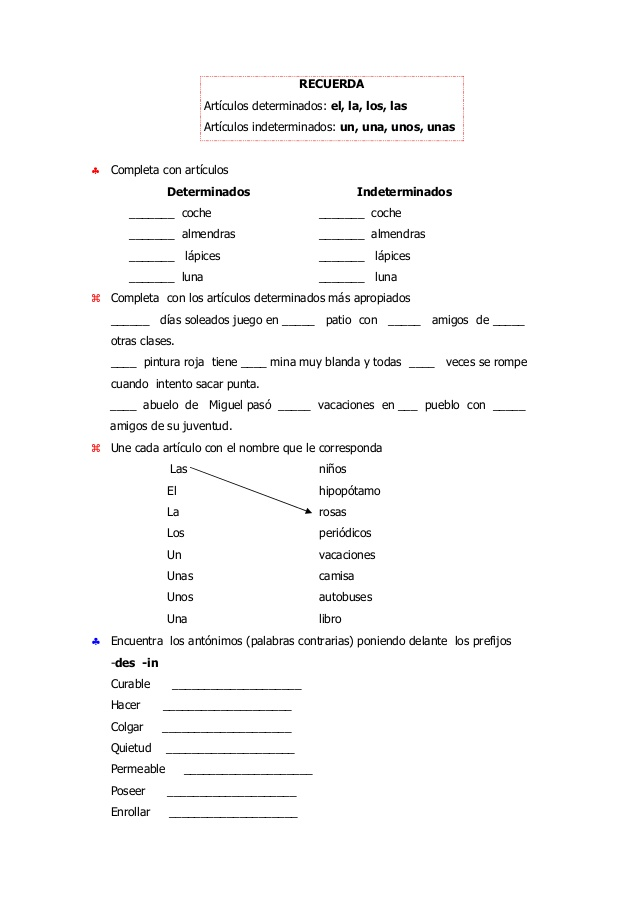 RECUERDA
Artículos determinados: el, la, los, las
Artículos indeterminados: un, una, unos, unas
♣ Completa con artículos
Determinados Indeterminados
_______ coche _______ coche
_______ almendras _______ almendras
_______ lápices _______ lápices
_______ luna _______ luna
⌘ Completa con los artículos determinados más apropiados
______ días soleados juego en _____ patio con _____ amigos de _____
otras clases.
____ pintura roja tiene ____ mina muy blanda y todas ____ veces se rompe
cuando intento sacar punta.
____ abuelo de Miguel pasó _____ vacaciones en ___ pueblo con _____
amigos de su juventud.
⌘ Une cada artículo con el nombre que le corresponda
Las niños
El hipopótamo
La rosas
Los periódicos
Un vacaciones
Unas camisa
Unos autobuses
Una libro
♣ Encuentra los antónimos (palabras contrarias) poniendo delante los prefijos
-des -in
Curable ____________________
Hacer ____________________
Colgar ____________________
Quietud ____________________
Permeable ____________________
Poseer ____________________
Enrollar ____________________